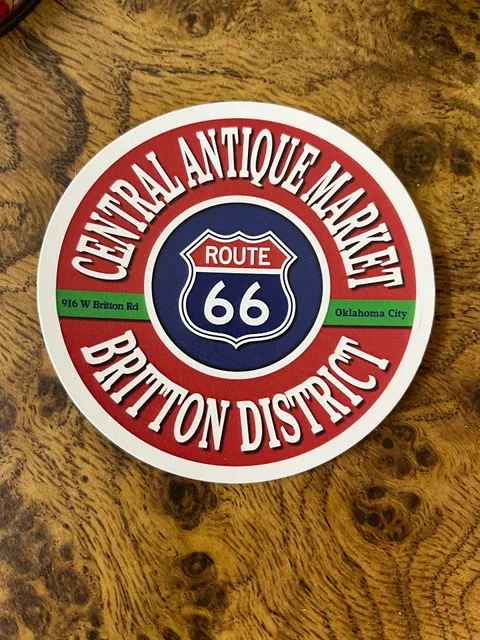 CENTRAL ANTIQUE MARKET
ROUTE
66
916 W Britton Rd
Oklahoma City
BRITTON DISTRICT